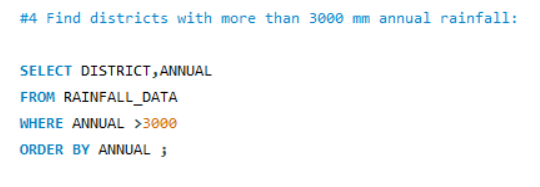 #4 Find districts with more than 3000 mm annual rainfall:
SELECT DISTRICT,ANNUAL
FROM RAINFALL_DATA
WHERE ANNUAL >3000
ORDER BY ANNUAL ;